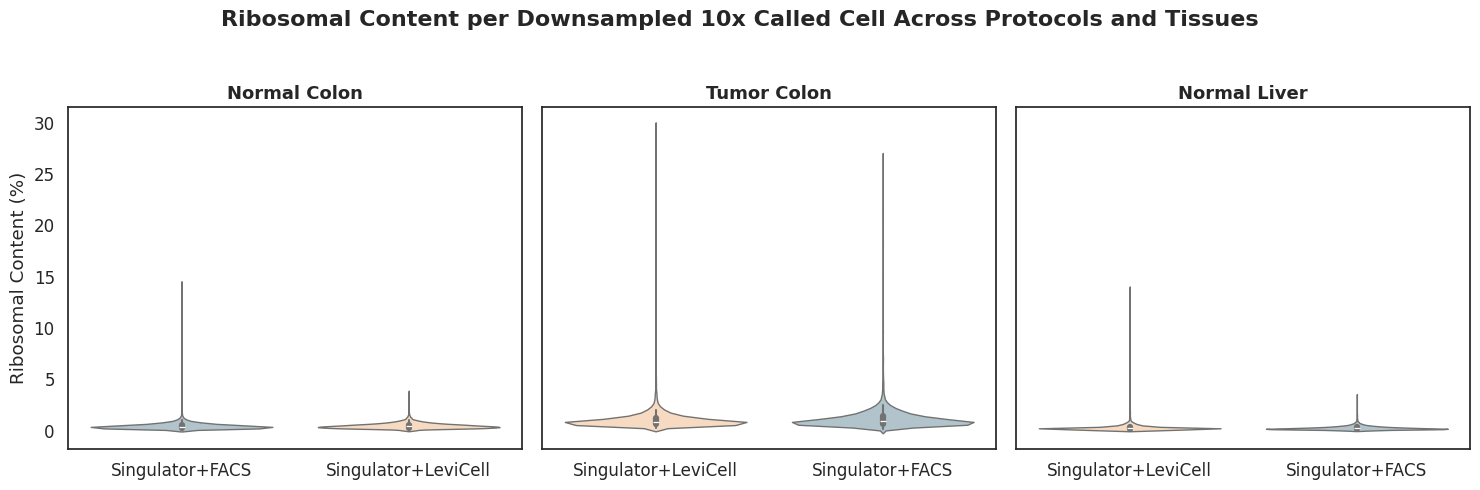 Ribosomal Content per Downsampled 10x Called Cell Across Protocols and Tissues
Normal Colon
Tumor Colon
Normal Liver
Ribosomal Content (%)
30
25
20
15
10
5
0
Singulator+FACS
Singulator+LeviCell
Singulator+LeviCell
Singulator+FACS
Singulator+LeviCell
Singulator+FACS